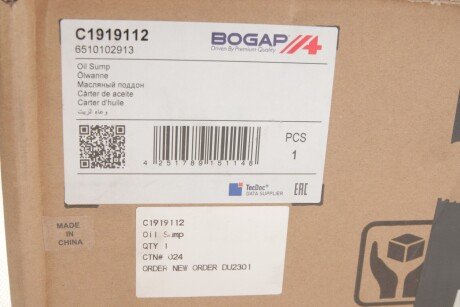 C1919112
6510102913
BOGAP
Driven By Premium Quality
Oil Sump
Ölwanne
Масляный поддон
Cárter de aceite
Carter d'huile
وعاء الزيت
PCS
1
4 251789 151148
TecDoc
DATA SUPPLIER
EAC
MADE
IN
CHINA
C1919112
Oil Sump
QTY 1
CTN# 024
ORDER NEW ORDER DU2301